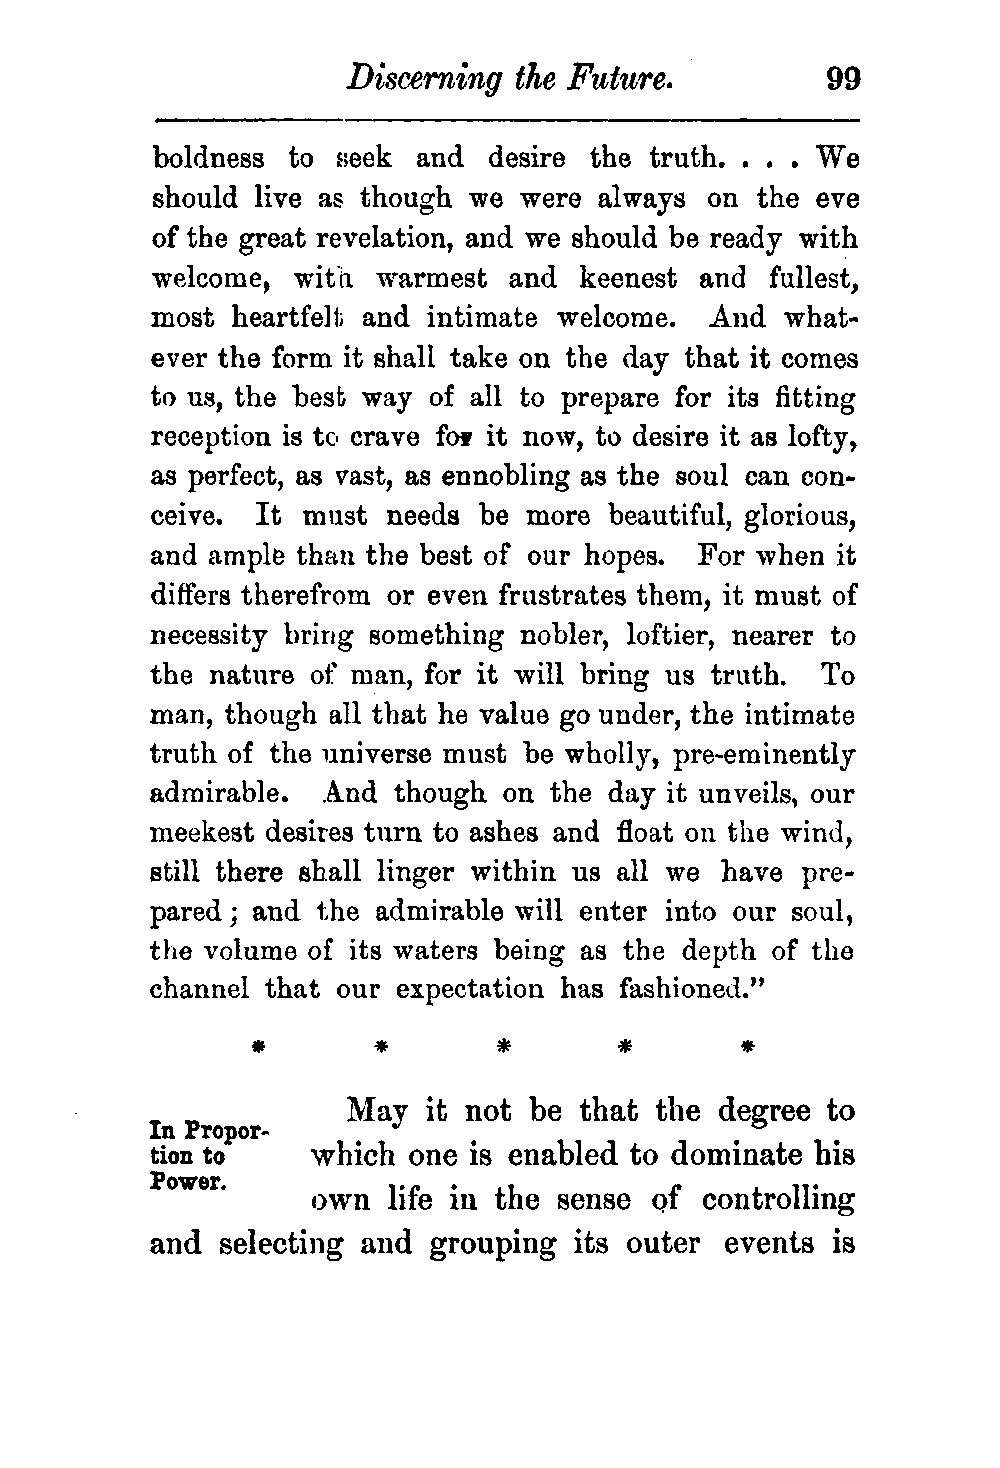 Discerning the Future. 99
boldness to seek and desire the truth. . . . We
should live as though we were always on the eve
of the great revelation, and we should be ready with
welcome, with warmest and keenest and fullest,
most heartfelt and intimate welcome. And what-
ever the form it shall take on the day that it comes
to us, the best way of all to prepare for its fitting
reception is to crave for it now, to desire it as lofty,
as perfect, as vast, as ennobling as the soul can con-
ceive. It must needs be more beautiful, glorious,
and ample than the best of our hopes. For when it
differs therefrom or even frustrates them, it must of
necessity bring something nobler, loftier, nearer to
the nature of man, for it will bring us truth. To
man, though all that he value go under, the intimate
truth of the universe must be wholly, pre-eminently
admirable. And though on the day it unveils, our
meekest desires turn to ashes and float on the wind,
still there shall linger within us all we have pre-
pared; and the admirable will enter into our soul,
the volume of its waters being as the depth of the
channel that our expectation has fashioned."
* * * * *
In Propor-
tion to
Power.
May it not be that the degree to
which one is enabled to dominate his
own life in the sense of controlling
and selecting and grouping its outer events is